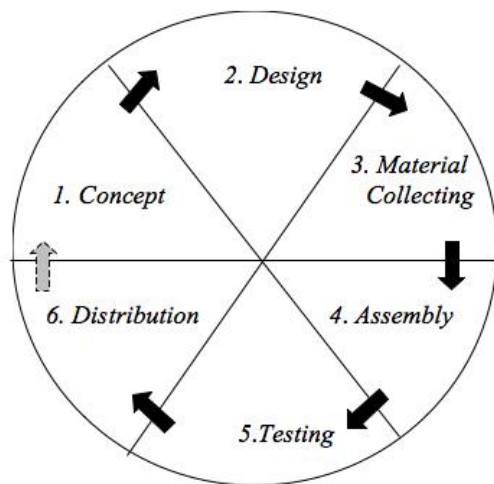 1. Concept
2. Design
3. Material
Collecting
4. Assembly
5.Testing
6. Distribution